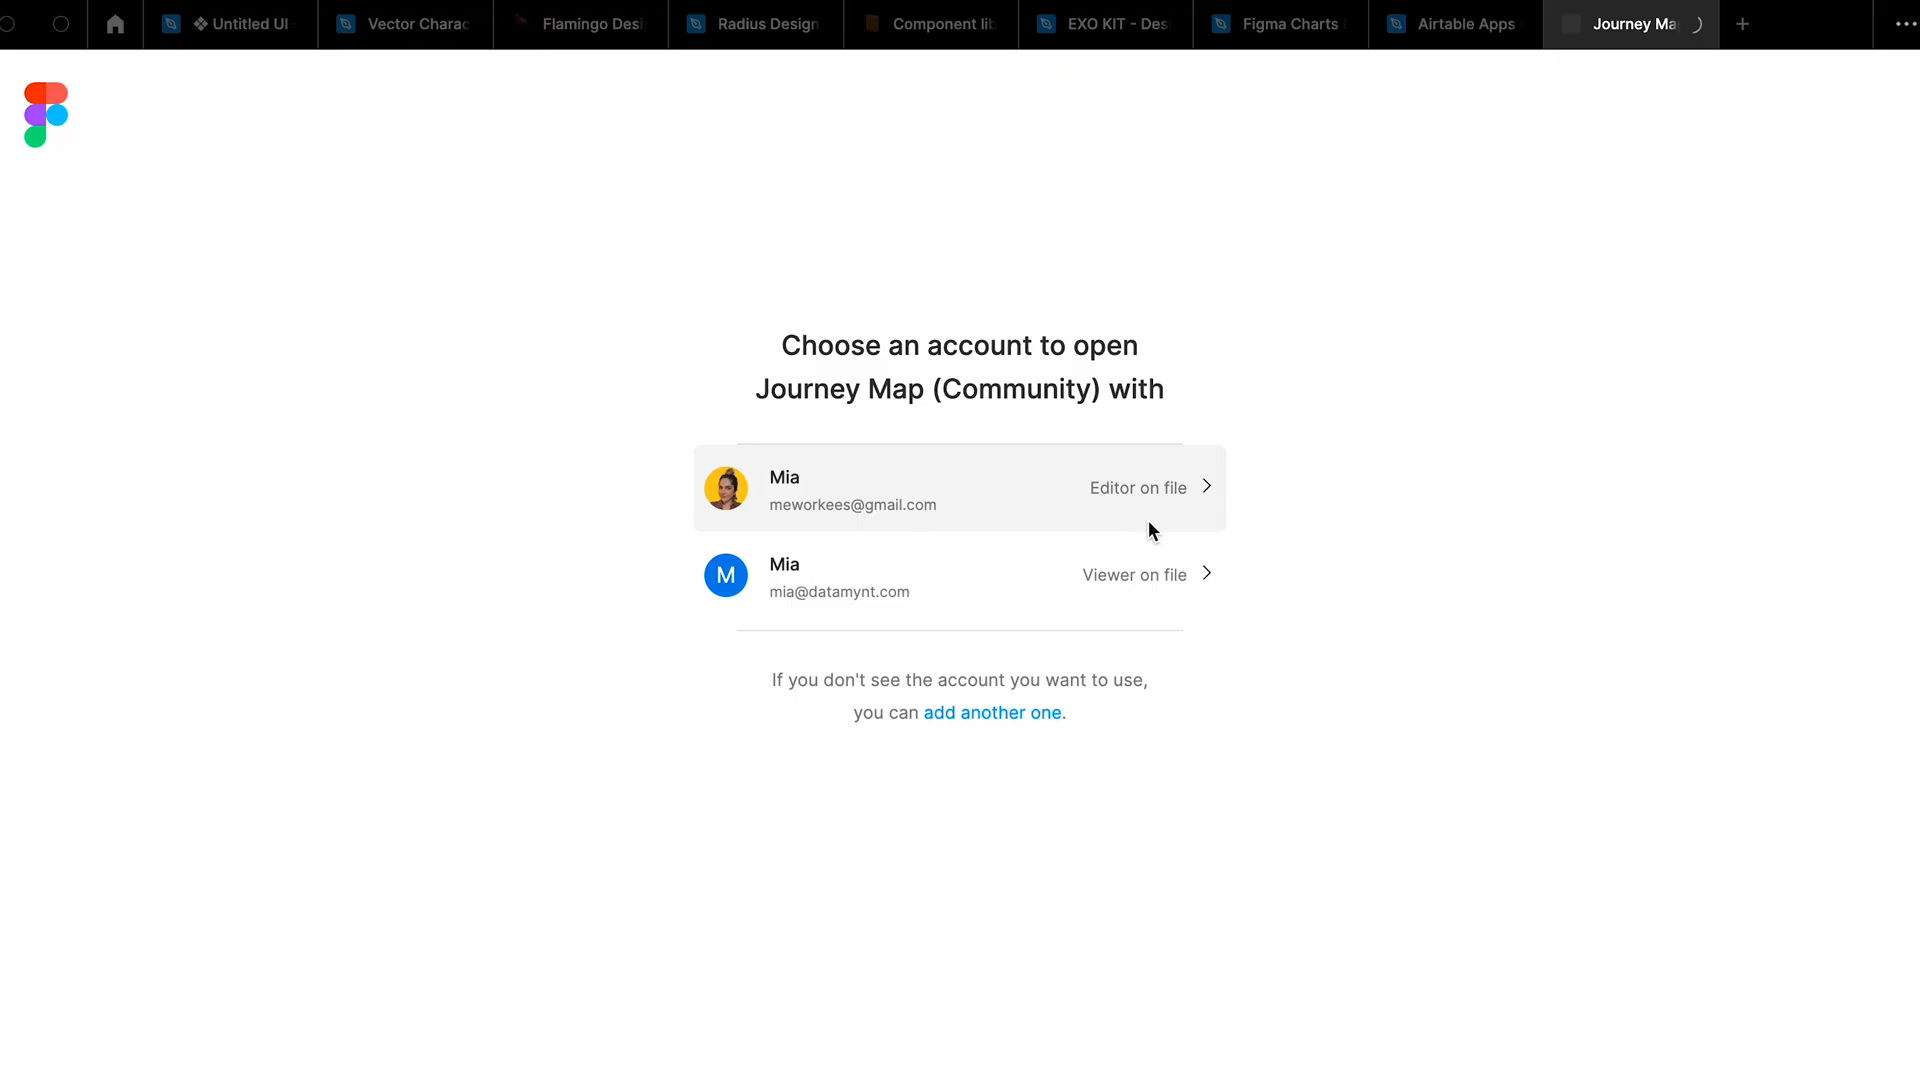 Untitled UI
Vector Charac
Flamingo Desi
Radius Design
Component lib
EXO KIT - Des
Figma Charts
Airtable Apps
Journey Ma
Choose an account to open
Journey Map (Community) with
Mia
meworkees@gmail.com
Editor on file
M
Mia
mia@datamynt.com
Viewer on file
If you don't see the account you want to use,
you can add another one.